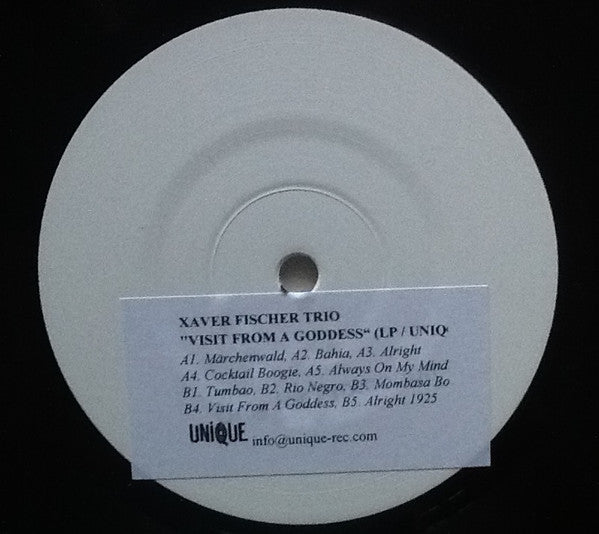 XAVER FISCHER TRIO
"VISIT FROM A GODDESS“ (LP / UNIQ
A1. Märchenwald, A2. Bahia, A3. Alright
A4. Cocktail Boogie, A5. Always On My Mind
B1. Tumbao, B2. Rio Negro, B3. Mombasa Bo
B4. Visit From A Goddess, B5. Alright 1925
UNiQUE info@unique-rec.com